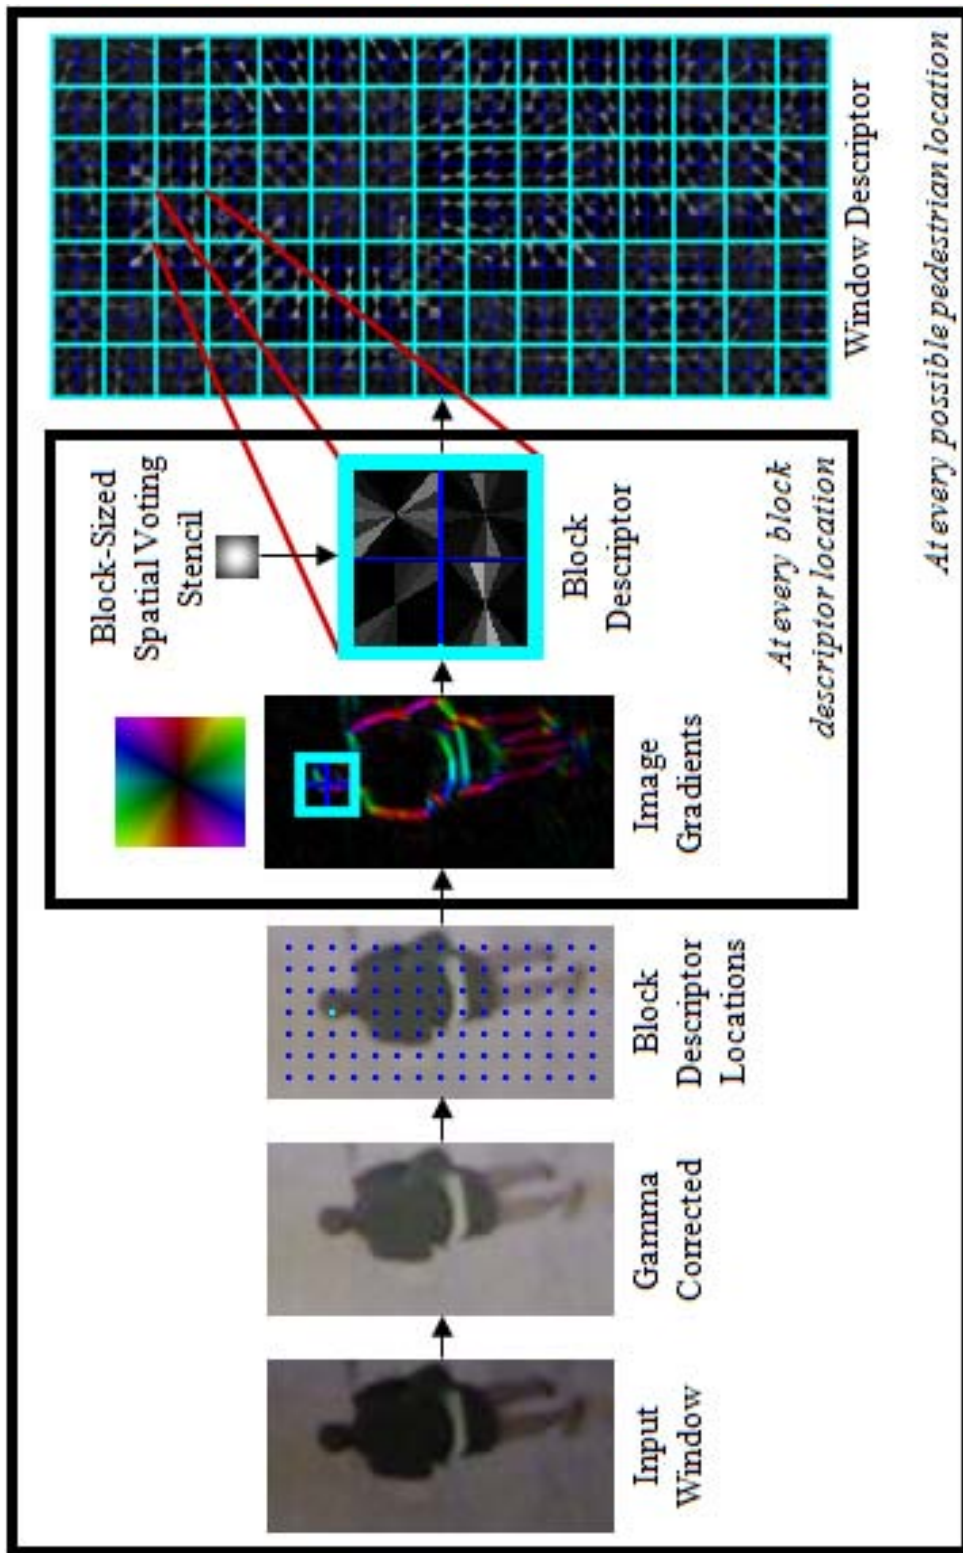 Input
Window
Gamma
Corrected
Block
Descriptor
Locations
Image
Gradients
Block-Sized
Spatial Voting
Stencil
Block
Descriptor
At every block
descriptor location
Window Descriptor
At every possible pedestrian location